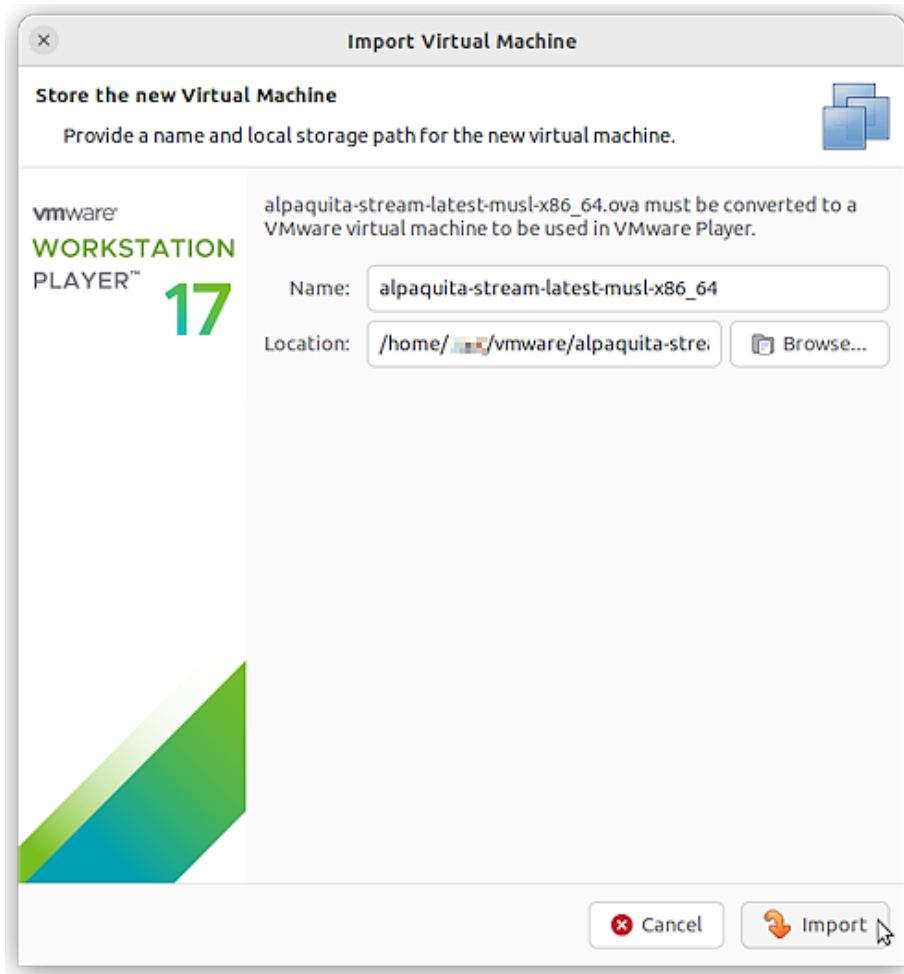 Import Virtual Machine
Store the new Virtual Machine
Provide a name and local storage path for the new virtual machine.
vmware
WORKSTATION
PLAYER™
17
alpaquita-stream-latest-musl-x86_64.ova must be converted to a
VMware virtual machine to be used in VMware Player.
Name: alpaquita-stream-latest-musl-x86_64
Location: /home/ /vmware/alpaquita-strea Browse...
Cancel Import